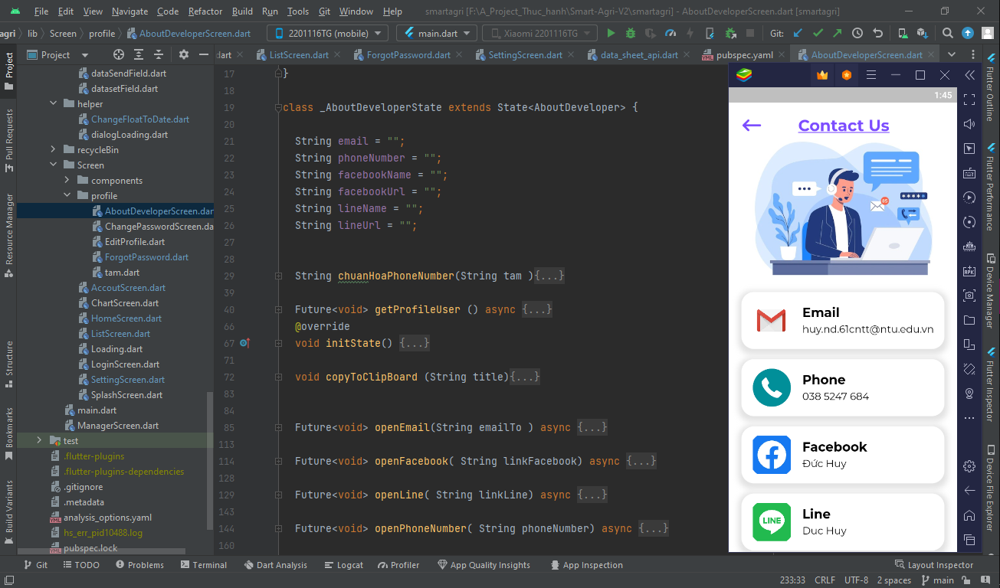 File Edit View Navigate Code Refactor Build Run Tools Git Window Help smartagri [F:\A_Project_Thuc_hanh\Smart-Agri-V2\smartagri] - AboutDeveloperScreen.dart [smartagri]
agri lib Screen profile AboutDeveloperScreen.dart 2201116TG (mobile) main.dart Xiaomi 2201116TG Git:
Project dart ListScreen.dart ForgotPassword.dart SettingScreen.dart data_sheet_api.dart pubspec.yaml AboutDeveloperScreen.dart
Project
Pull Requests
Resource Manager
Structure
Bookmarks
Build Variants
dataSendField.dart
datasetField.dart
helper
ChangeFloatToDate.dart
dialogLoading.dart
recycleBin
Screen
components
profile
AboutDeveloperScreen.dar
ChangePasswordScreen.da
EditProfile.dart
ForgotPassword.dart
tam.dart
AccoutScreen.dart
ChartScreen.dart
HomeScreen.dart
ListScreen.dart
Loading.dart
LoginScreen.dart
SettingScreen.dart
SplashScreen.dart
main.dart
ManagerScreen.dart
test
.flutter-plugins
.flutter-plugins-dependencies
.gitignore
.metadata
analysis_options.yaml
hs_err_pid10488.log
pubspec.lock
17 }
18
19 class _AboutDeveloperState extends State<AboutDeveloper> {
20
21 String email = "";
22 String phoneNumber = "";
23 String facebookName = "";
24 String facebookUrl = "";
25 String lineName = "";
26 String lineUrl = "";
27
28
29 String chuanHoaPhoneNumber(String tam ){...}
39
40 Future<void> getProfileUser () async {...}
66 @override
67 void initState() {...}
71
72 void copyToClipBoard (String title){...}
83
84
85 Future<void> openEmail(String emailTo ) async {...}
113
114 Future<void> openFacebook( String linkFacebook) async {...}
128
129 Future<void> openLine( String linkLine) async {...}
143
144 Future<void> openPhoneNumber( String phoneNumber) async {...}
160
1:45
Contact Us
Email
huy.nd.61cntt@ntu.edu.vn
Phone
038 5247 684
Facebook
Đức Huy
LINE
Line
Duc Huy
Flutter Outline
Flutter Performance
Device Manager
Flutter Inspector
Device File Explorer
Git TODO Problems Terminal Dart Analysis Logcat Profiler App Quality Insights App Inspection Layout Inspector
233:33 CRLF UTF-8 2 spaces main